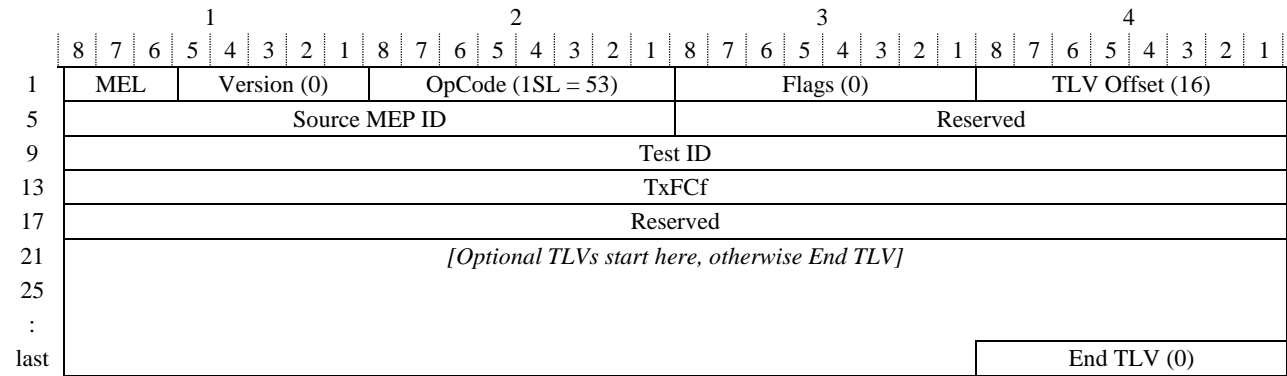 1 2 3 4
8 7 6 5 4 3 2 1 8 7 6 5 4 3 2 1 8 7 6 5 4 3 2 1 8 7 6 5 4 3 2 1
1 MEL Version (0) OpCode (1SL = 53) Flags (0) TLV Offset (16)
5 Source MEP ID Reserved
9 Test ID
13 TxFCf
17 Reserved
21 [Optional TLVs start here, otherwise End TLV]
25
:
last End TLV (0)